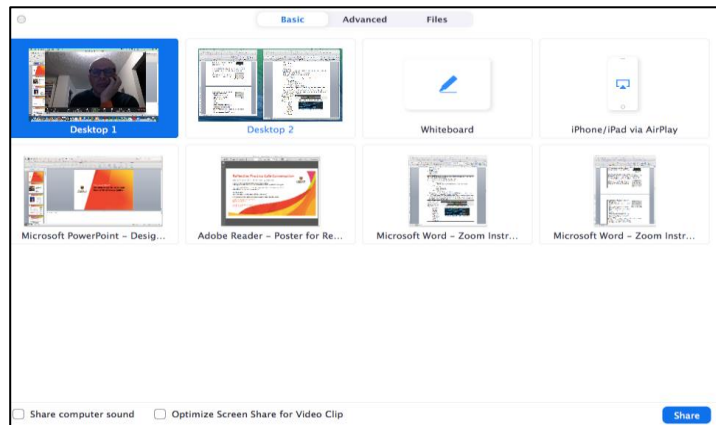 Basic Advanced Files
Desktop 1
Desktop 2
Whiteboard
iPhone/iPad via AirPlay
Microsoft PowerPoint – Desig...
Adobe Reader – Poster for Re...
Microsoft Word – Zoom Instr...
Microsoft Word – Zoom Instr...
Share computer sound
Optimize Screen Share for Video Clip
Share